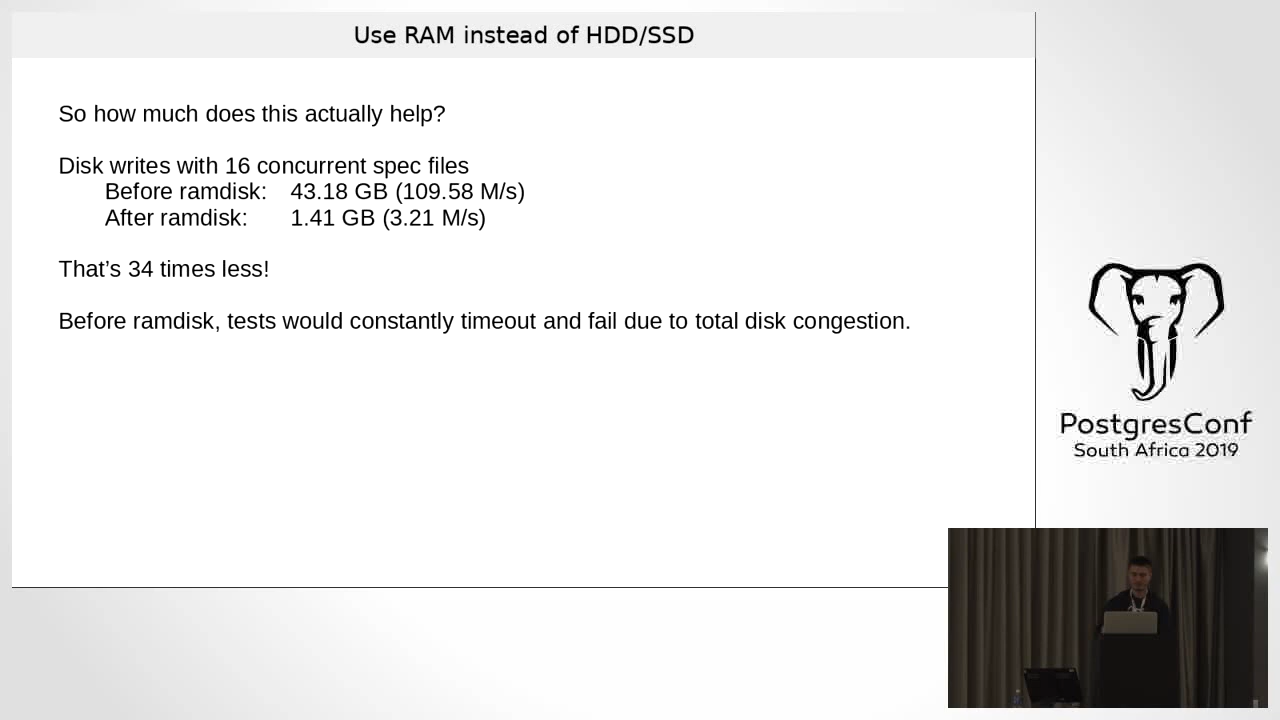 Use RAM instead of HDD/SSD
So how much does this actually help?
Disk writes with 16 concurrent spec files
Before ramdisk: 43.18 GB (109.58 M/s)
After ramdisk: 1.41 GB (3.21 M/s)
That’s 34 times less!
Before ramdisk, tests would constantly timeout and fail due to total disk congestion.
PostgresConf
South Africa 2019